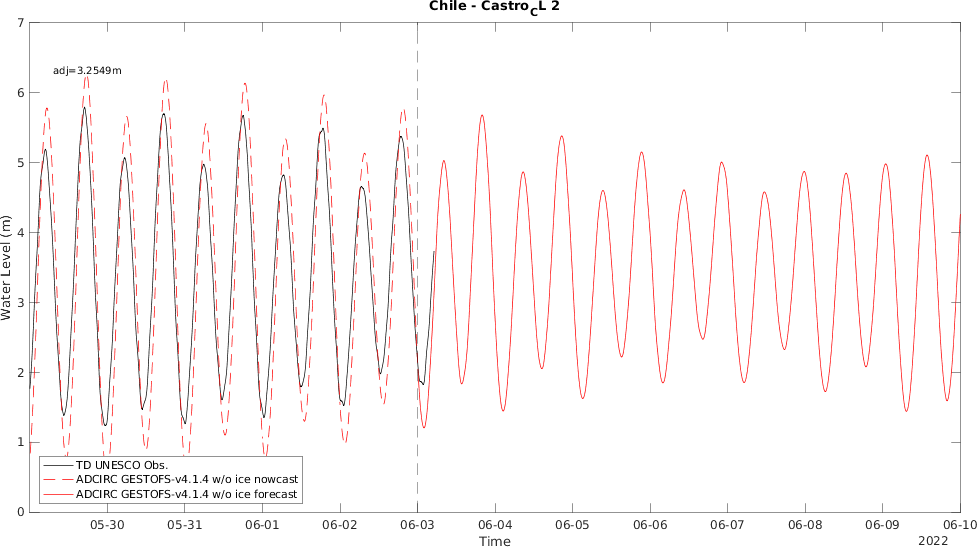 Chile - Castro_CL 2
7
adj=3.2549m
6
5
4
3
2
1
0
Water Level (m)
TD UNESCO Obs.
ADCIRC GESTOFS-v4.1.4 w/o ice nowcast
ADCIRC GESTOFS-v4.1.4 w/o ice forecast
05-30 05-31 06-01 06-02 06-03 06-04 06-05 06-06 06-07 06-08 06-09 06-10
Time
2022